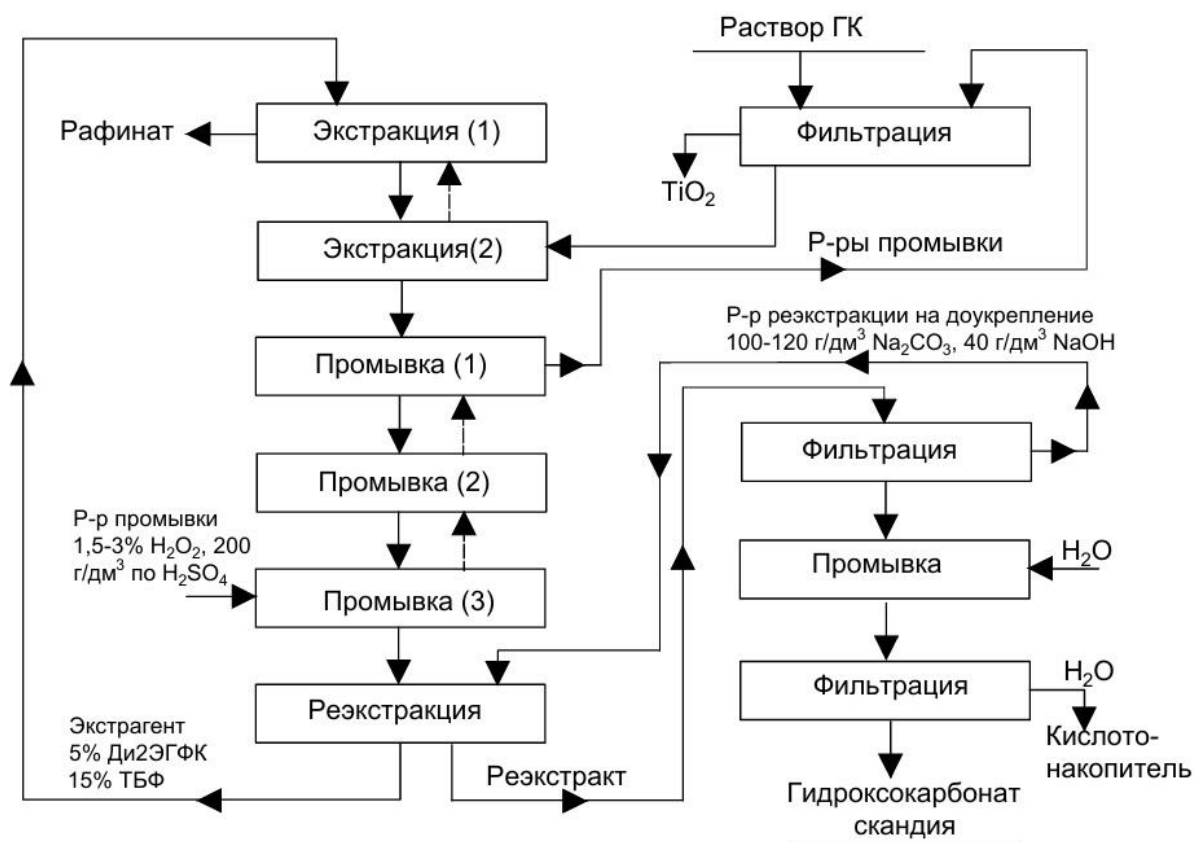 Раствор ГК
Экстракция (1)
Рафинат
Фильтрация
TiO₂
Экстракция(2)
Р-ры промывки
Р-р реэкстракции на доукрепление
100-120 г/дм³ Na₂CO₃, 40 г/дм³ NaOH
Промывка (1)
Фильтрация
Промывка (2)
Р-р промывки
1,5-3% H₂O₂, 200
г/дм³ по H₂SO₄
Промывка
H₂O
Промывка (3)
Фильтрация
H₂O
Реэкстракция
Кислото-
накопитель
Экстрагент
5% Ди2ЭГФК
15% ТБФ
Реэкстракт
Гидроксокарбонат
скандия